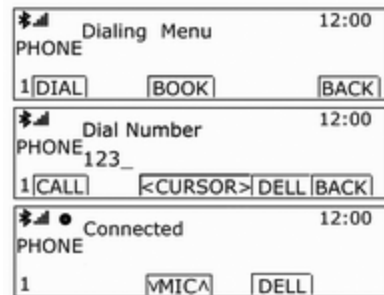 Dialing Menu 12:00
PHONE
1 DIAL BOOK BACK
Dial Number 12:00
PHONE
123_
1 CALL <CURSOR> DELL BACK
Connected 12:00
PHONE
1 vMIC^ DELL